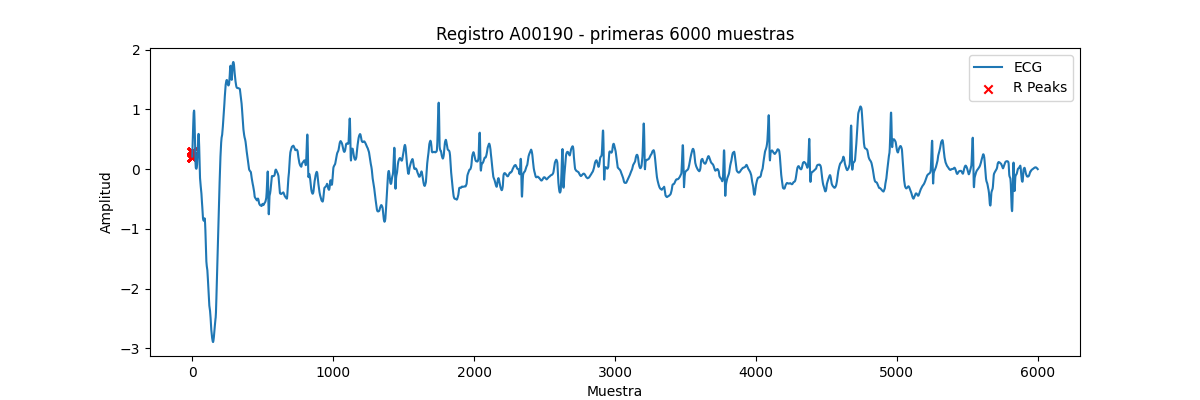 Registro A00190 - primeras 6000 muestras
ECG
R Peaks
Amplitud
2
1
0
−1
−2
−3
0
1000
2000
3000
4000
5000
6000
Muestra